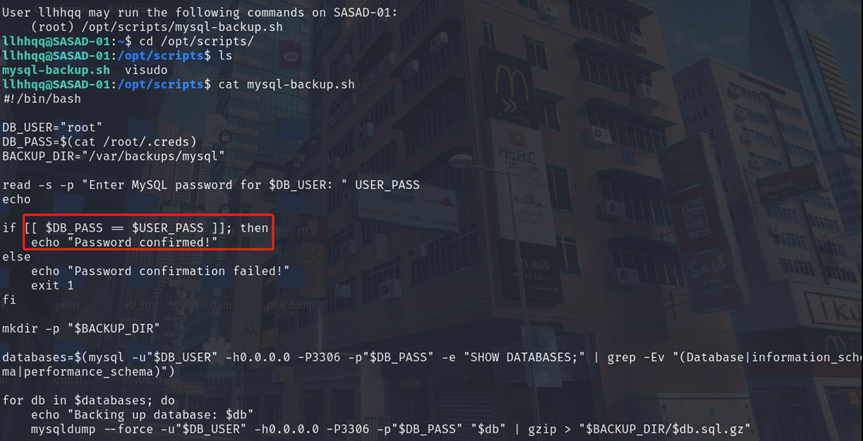 User llhhqq may run the following commands on SASAD-01:
    (root) /opt/scripts/mysql-backup.sh
llhhqq@SASAD-01:~$ cd /opt/scripts/
llhhqq@SASAD-01:/opt/scripts$ ls
mysql-backup.sh  visudo
llhhqq@SASAD-01:/opt/scripts$ cat mysql-backup.sh
#!/bin/bash

DB_USER="root"
DB_PASS=$(cat /root/.creds)
BACKUP_DIR="/var/backups/mysql"

read -s -p "Enter MySQL password for $DB_USER: " USER_PASS
echo

if [[ $DB_PASS == $USER_PASS ]]; then
    echo "Password confirmed!"
else
    echo "Password confirmation failed!"
    exit 1
fi

mkdir -p "$BACKUP_DIR"

databases=$(mysql -u"$DB_USER" -h0.0.0.0 -P3306 -p"$DB_PASS" -e "SHOW DATABASES;" | grep -Ev "(Database|information_sche
ma|performance_schema)")

for db in $databases; do
    echo "Backing up database: $db"
    mysqldump --force -u"$DB_USER" -h0.0.0.0 -P3306 -p"$DB_PASS" "$db" | gzip > "$BACKUP_DIR/$db.sql.gz"